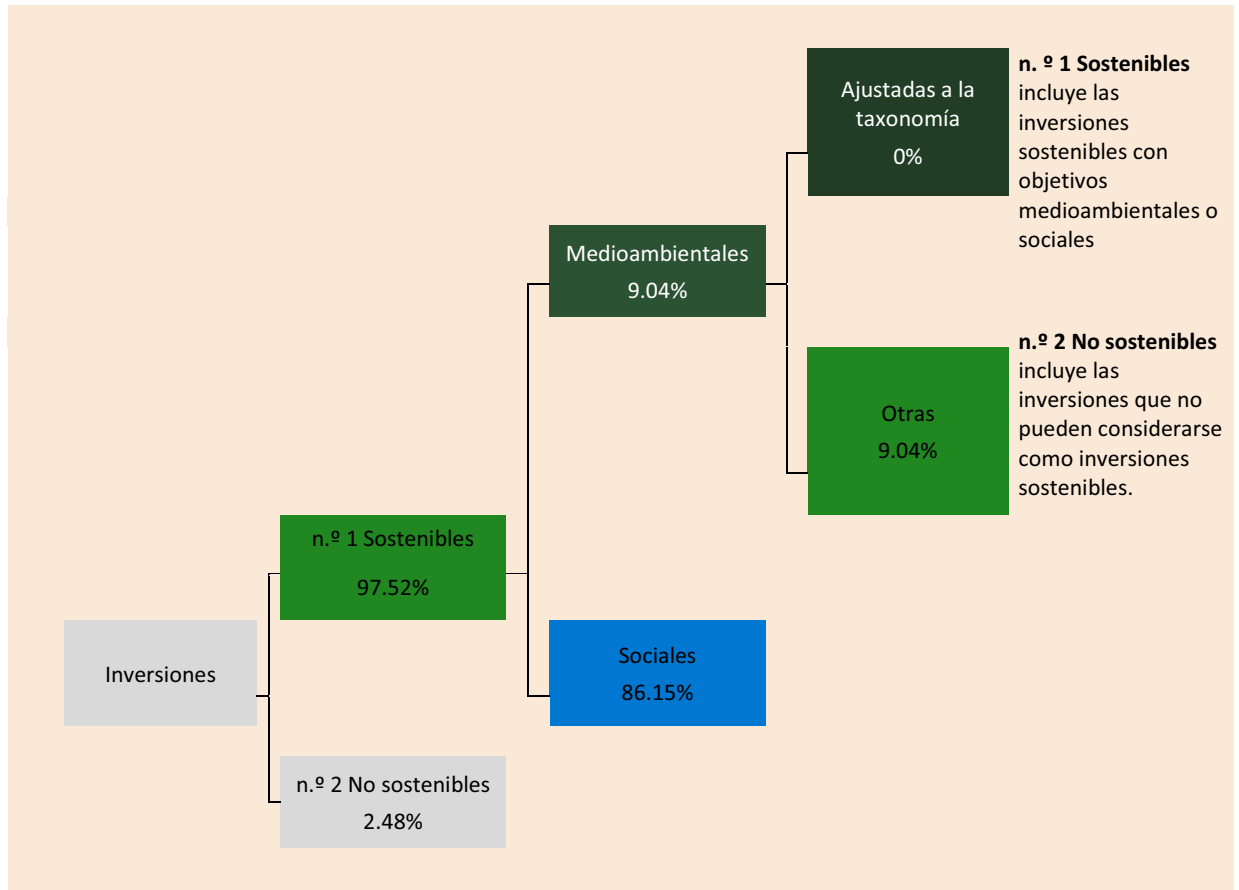 Inversiones
n.º 1 Sostenibles
97.52%
n.º 2 No sostenibles
2.48%
Medioambientales
9.04%
Sociales
86.15%
Ajustadas a la
taxonomía
0%
Otras
9.04%
n. º 1 Sostenibles
incluye las
inversiones
sostenibles con
objetivos
medioambientales o
sociales
n.º 2 No sostenibles
incluye las
inversiones que no
pueden considerarse
como inversiones
sostenibles.